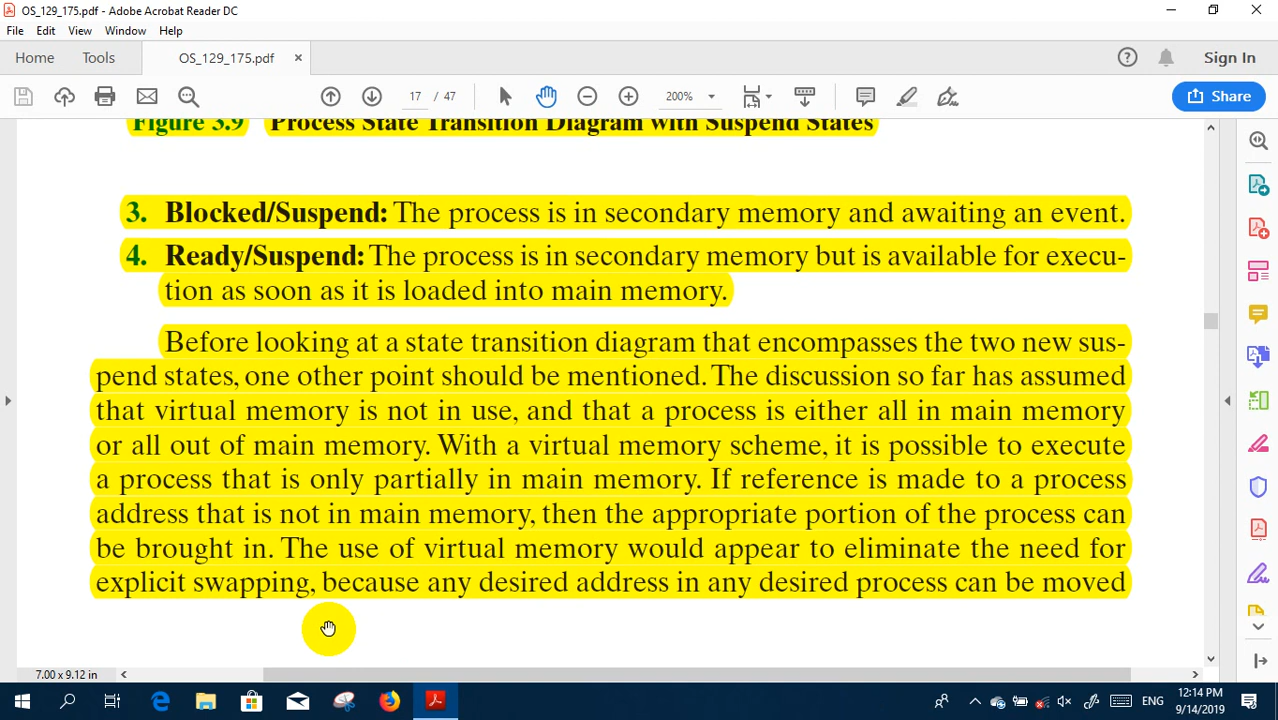 OS_129_175.pdf - Adobe Acrobat Reader DC
File Edit View Window Help
Home Tools OS_129_175.pdf Sign In
17 / 47 200% Share
Figure 3.9 Process State Transition Diagram with Suspend States
3. Blocked/Suspend: The process is in secondary memory and awaiting an event.
4. Ready/Suspend: The process is in secondary memory but is available for execu-
tion as soon as it is loaded into main memory.
Before looking at a state transition diagram that encompasses the two new sus-
pend states, one other point should be mentioned. The discussion so far has assumed
that virtual memory is not in use, and that a process is either all in main memory
or all out of main memory. With a virtual memory scheme, it is possible to execute
a process that is only partially in main memory. If reference is made to a process
address that is not in main memory, then the appropriate portion of the process can
be brought in. The use of virtual memory would appear to eliminate the need for
explicit swapping, because any desired address in any desired process can be moved
7.00 x 9.12 in
ENG
12:14 PM
9/14/2019